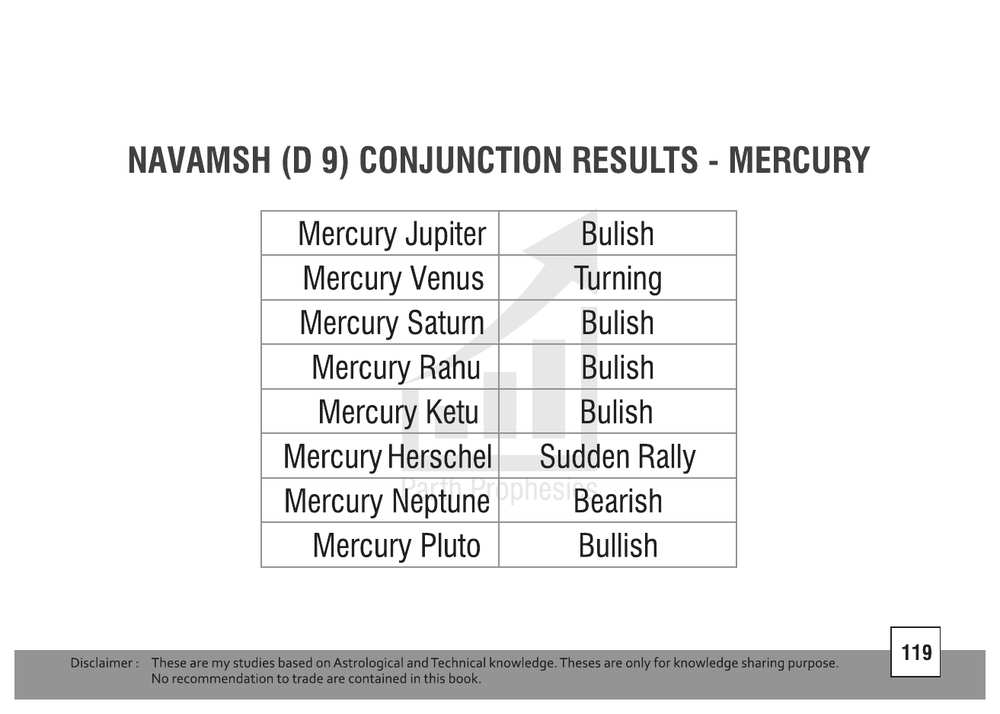 NAVAMSH (D 9) CONJUNCTION RESULTS - MERCURY
Mercury Jupiter Bulish
Mercury Venus Turning
Mercury Saturn Bulish
Mercury Rahu Bulish
Mercury Ketu Bulish
Mercury Herschel Sudden Rally
Parth Prophesies
Mercury Neptune Bearish
Mercury Pluto Bullish
119
Disclaimer : These are my studies based on Astrological and Technical knowledge. Theses are only for knowledge sharing purpose.
No recommendation to trade are contained in this book.